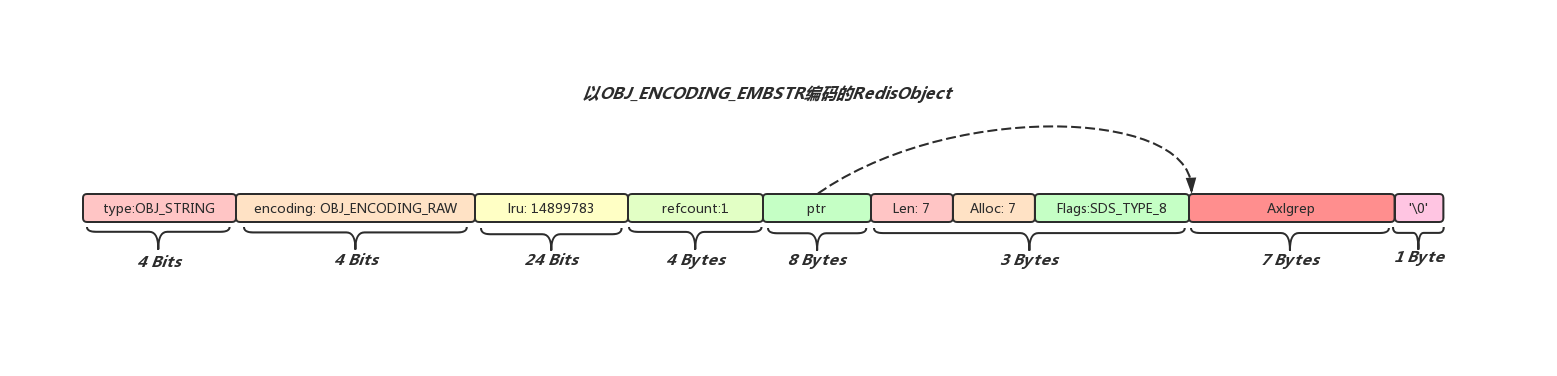 以OBJ_ENCODING_EMBSTR编码的RedisObject
type:OBJ_STRING
encoding: OBJ_ENCODING_RAW
lru: 14899783
refcount:1
ptr
Len: 7
Alloc: 7
Flags:SDS_TYPE_8
Axlgrep
'\0'
4 Bits
4 Bits
24 Bits
4 Bytes
8 Bytes
3 Bytes
7 Bytes
1 Byte